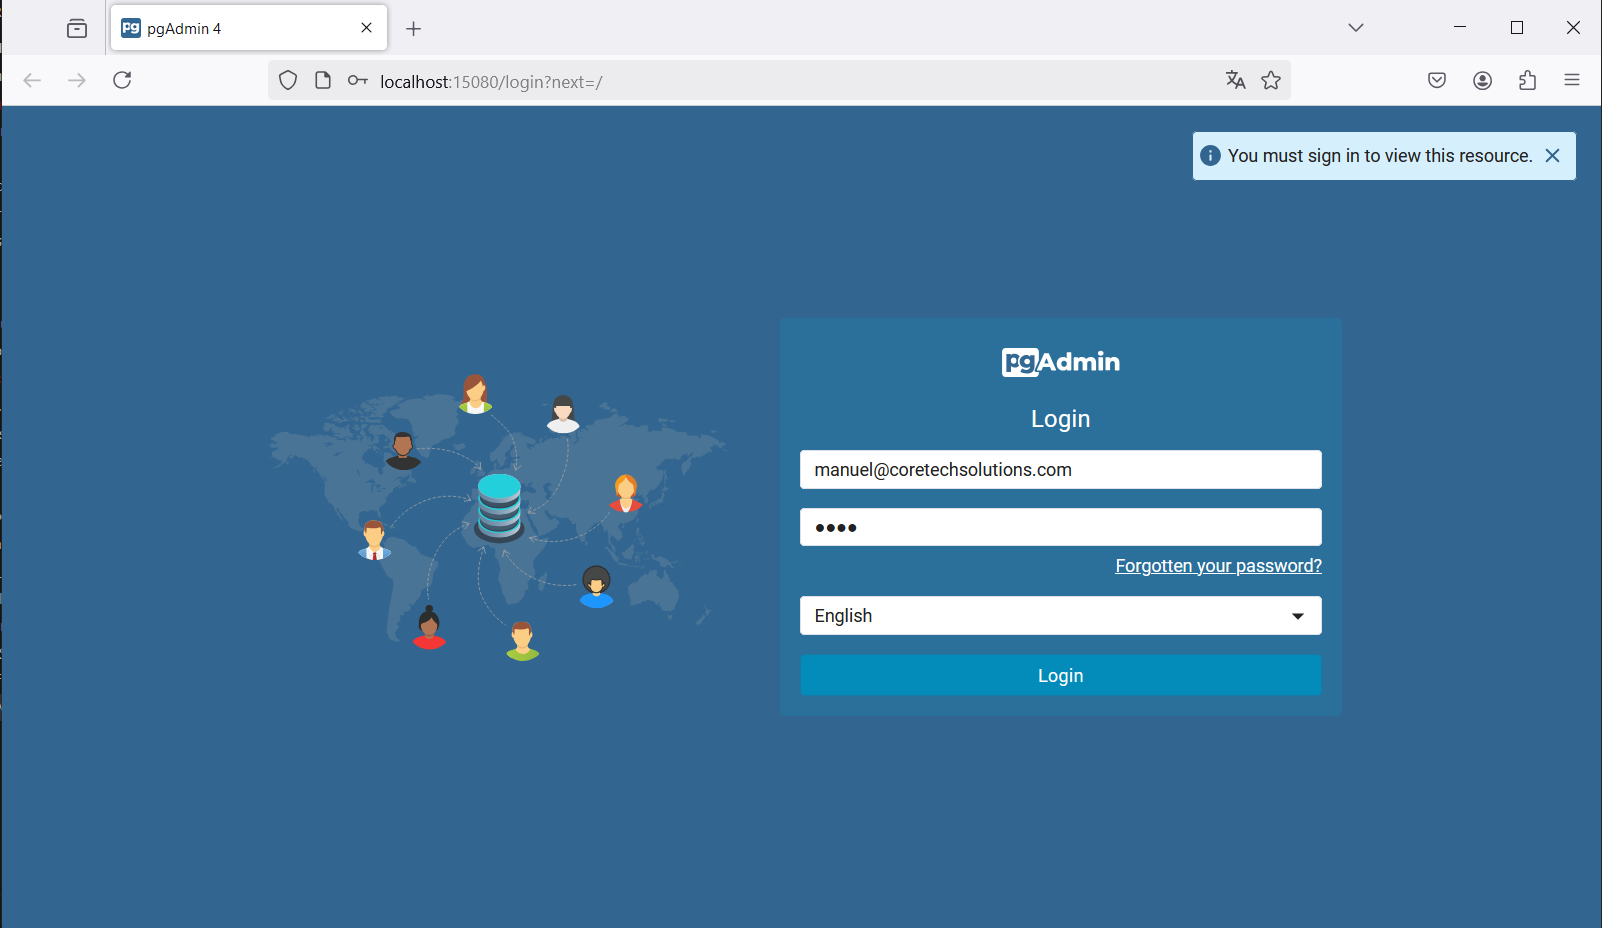 pgAdmin 4
localhost:15080/login?next=/
You must sign in to view this resource.
pgAdmin
Login
manuel@coretechsolutions.com
••••
Forgotten your password?
English
Login